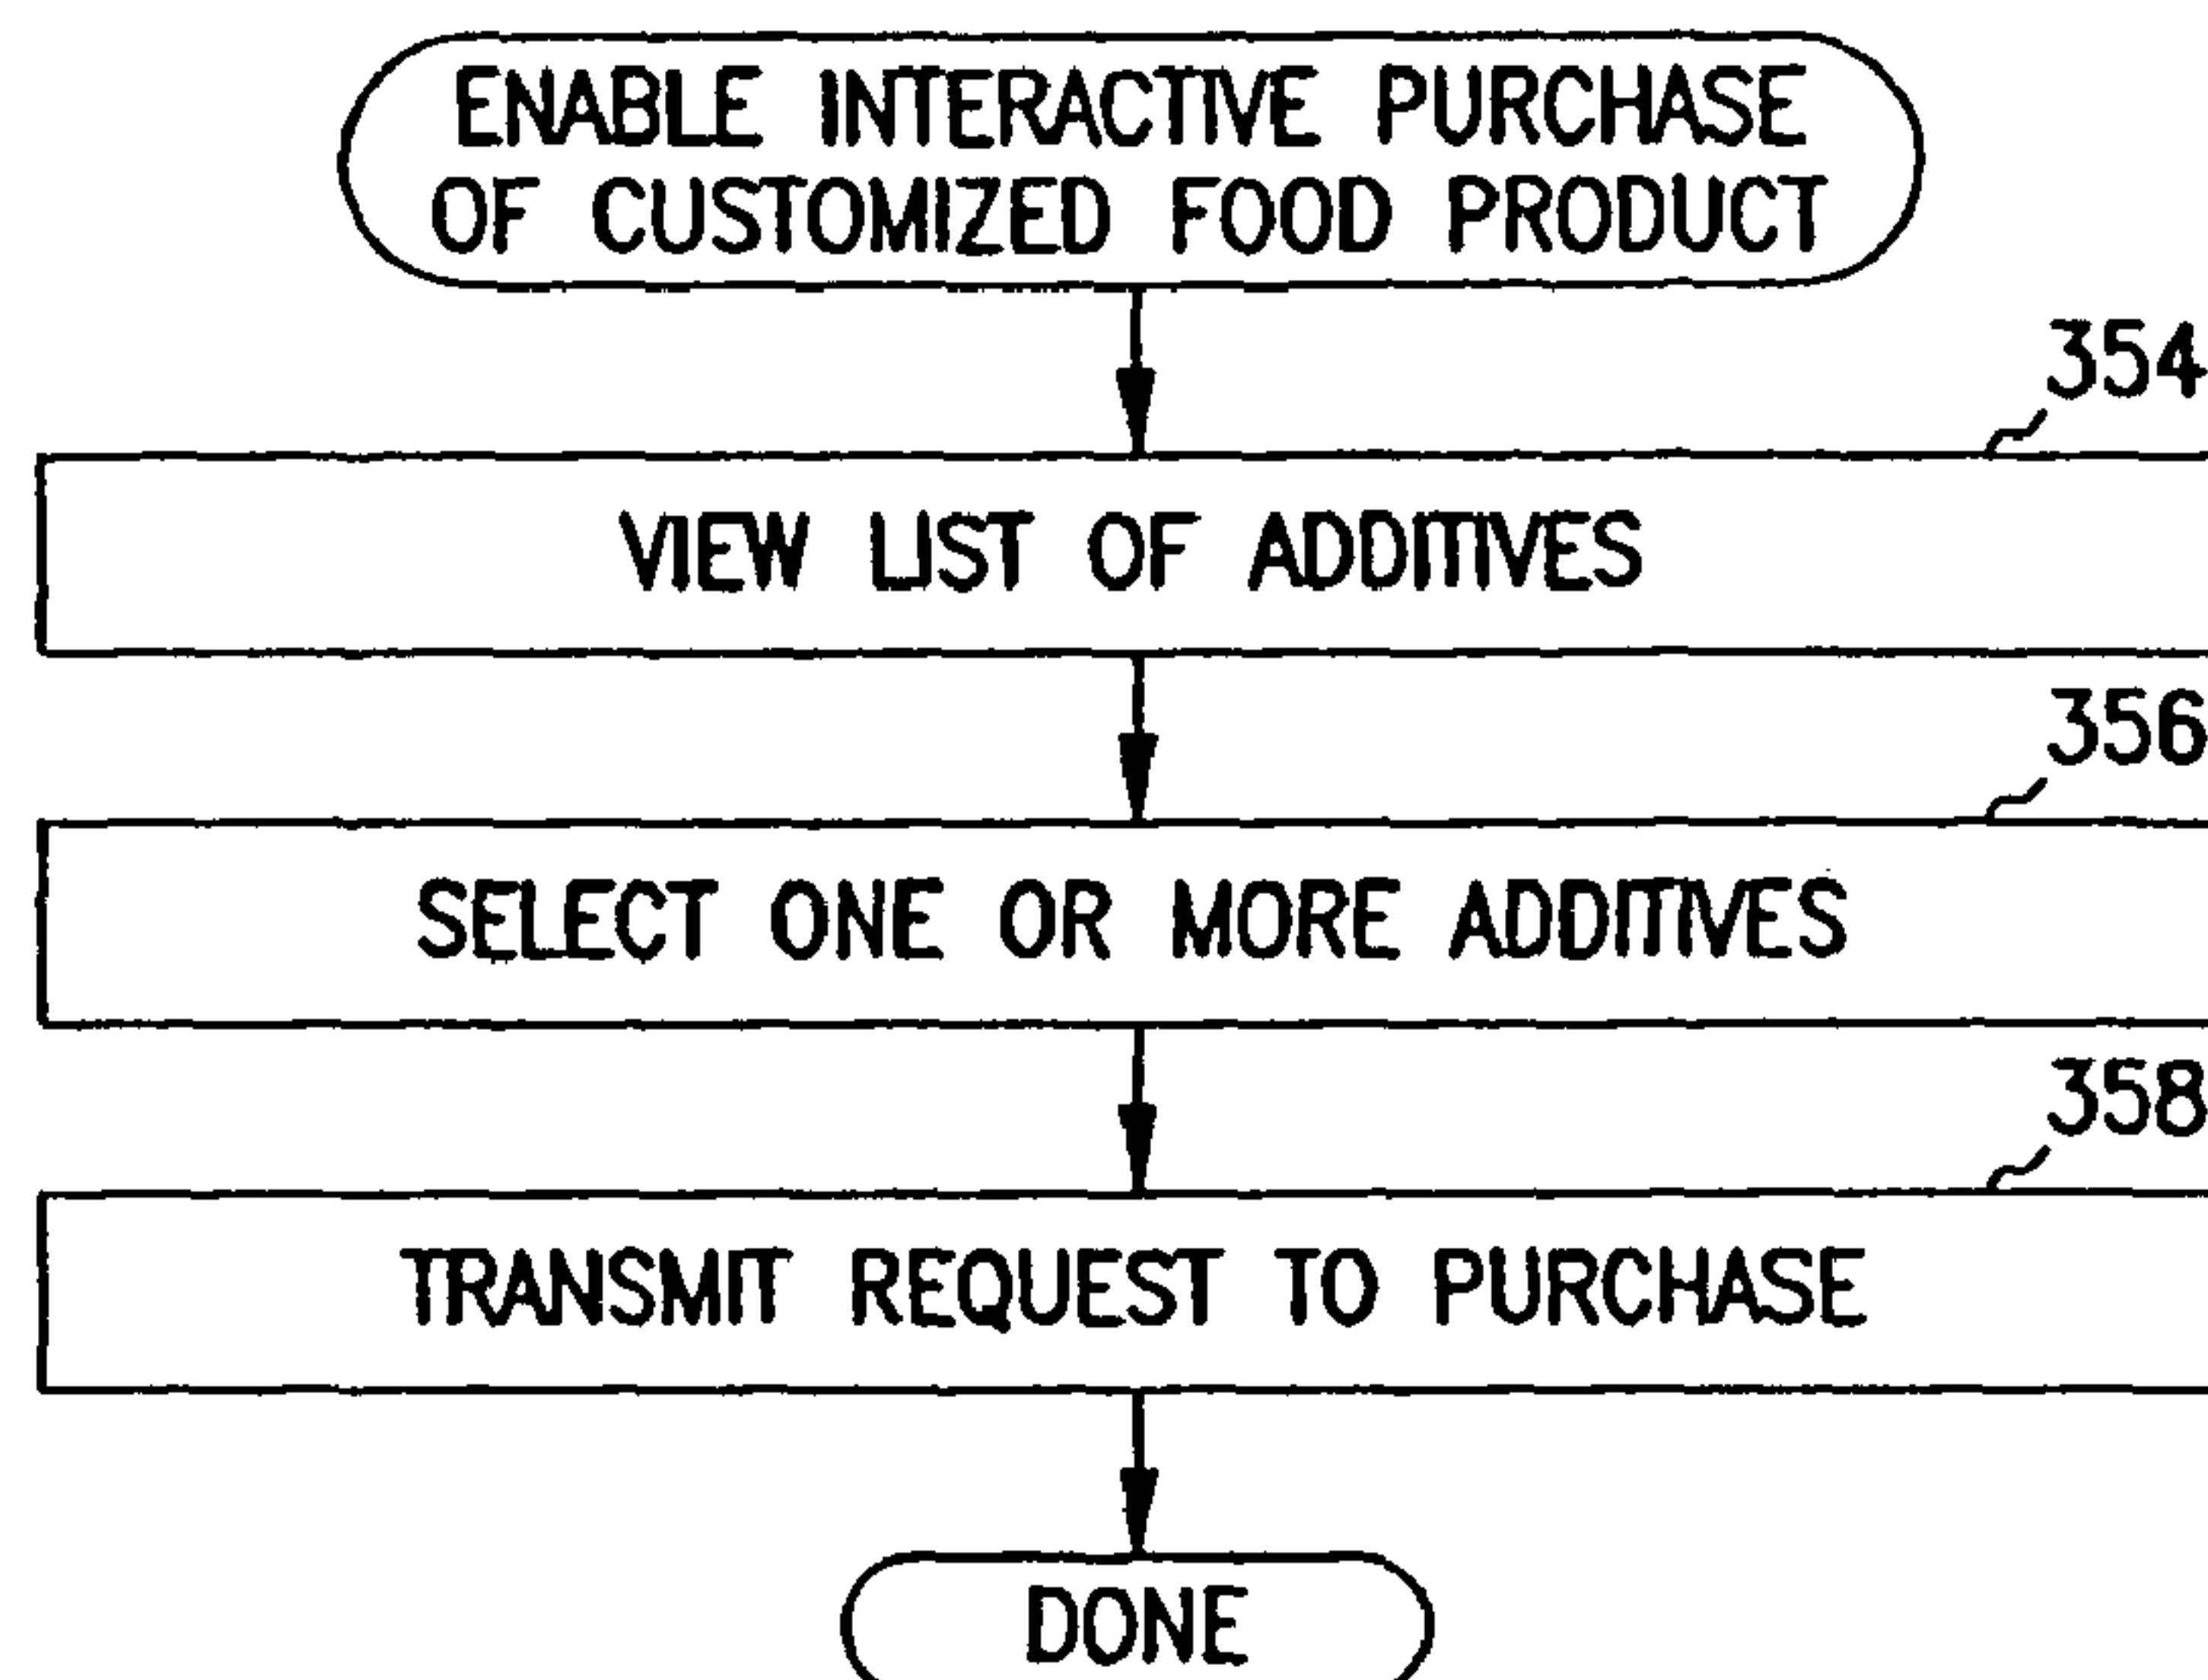 ENABLE INTERACTIVE PURCHASE
OF CUSTOMIZED FOOD PRODUCT
354
VIEW LIST OF ADDITIVES
356
SELECT ONE OR MORE ADDITIVES
358
TRANSMIT REQUEST TO PURCHASE
DONE